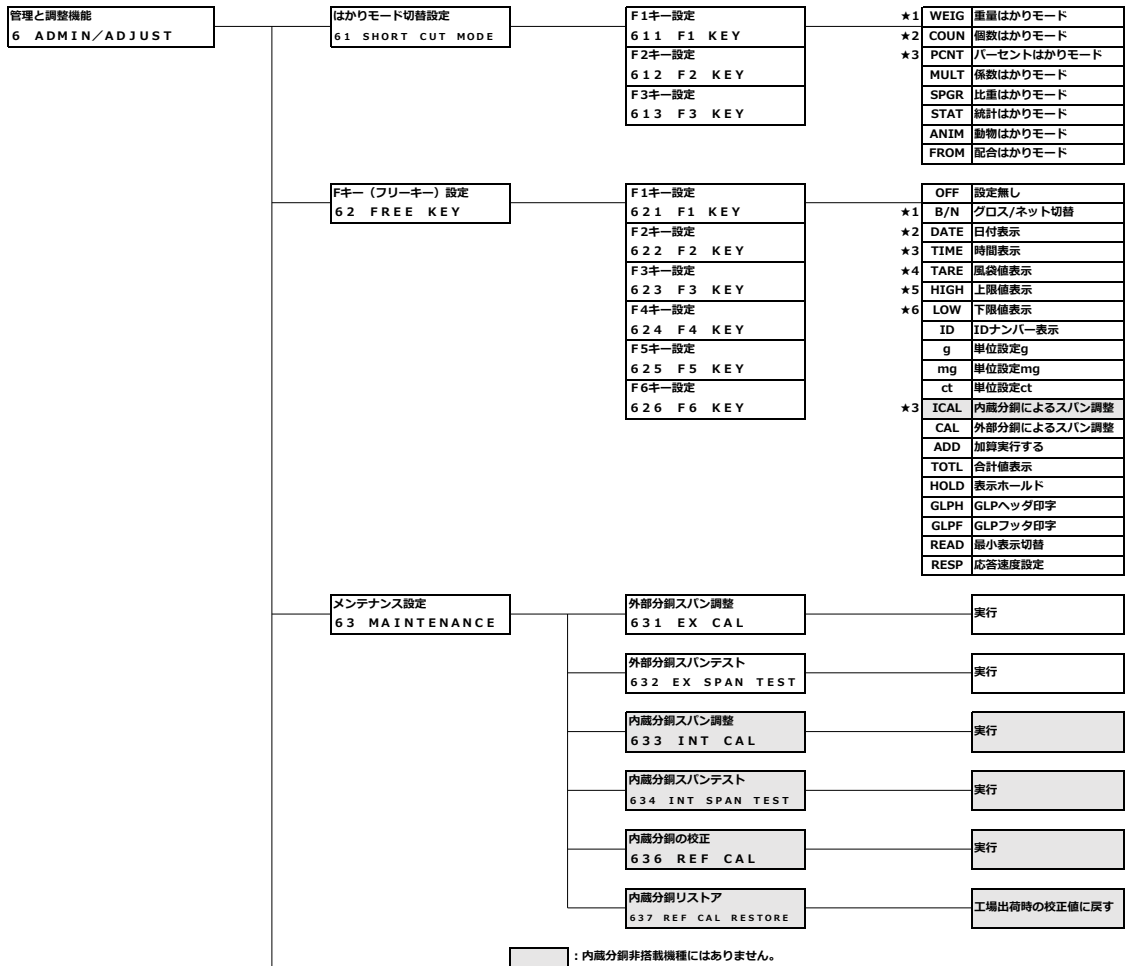 管理と調整機能
6 ADMIN／ADJUST
はかりモード切替設定
61 SHORT CUT MODE
F1キー設定
611 F1 KEY
F2キー設定
612 F2 KEY
F3キー設定
613 F3 KEY
★1 WEIG 重量はかりモード
★2 COUN 個数はかりモード
★3 PCNT パーセントはかりモード
MULT 係数はかりモード
SPGR 比重はかりモード
STAT 統計はかりモード
ANIM 動物はかりモード
FROM 配合はかりモード
Fキー（フリーキー）設定
62 FREE KEY
F1キー設定
621 F1 KEY
F2キー設定
622 F2 KEY
F3キー設定
623 F3 KEY
F4キー設定
624 F4 KEY
F5キー設定
625 F5 KEY
F6キー設定
626 F6 KEY
OFF 設定無し
★1 B/N グロス/ネット切替
★2 DATE 日付表示
★3 TIME 時間表示
★4 TARE 風袋値表示
★5 HIGH 上限値表示
★6 LOW 下限値表示
ID IDナンバー表示
g 単位設定g
mg 単位設定mg
ct 単位設定ct
★3 ICAL 内蔵分銅によるスパン調整
CAL 外部分銅によるスパン調整
ADD 加算実行する
TOTL 合計値表示
HOLD 表示ホールド
GLPH GLPヘッダ印字
GLPF GLPフッタ印字
READ 最小表示切替
RESP 応答速度設定
メンテナンス設定
63 MAINTENANCE
外部分銅スパン調整
631 EX CAL
実行
外部分銅スパンテスト
632 EX SPAN TEST
実行
内蔵分銅スパン調整
633 INT CAL
実行
内蔵分銅スパンテスト
634 INT SPAN TEST
実行
内蔵分銅の校正
636 REF CAL
実行
内蔵分銅リストア
637 REF CAL RESTORE
工場出荷時の校正値に戻す
：内蔵分銅非搭載機種にはありません。